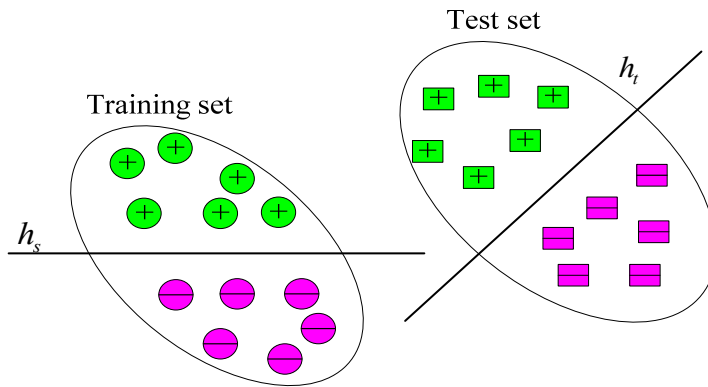 Test set
h_t
Training set
+ + + + + +
h_s
+ + + + + +
− − − − − −
− − − − − −